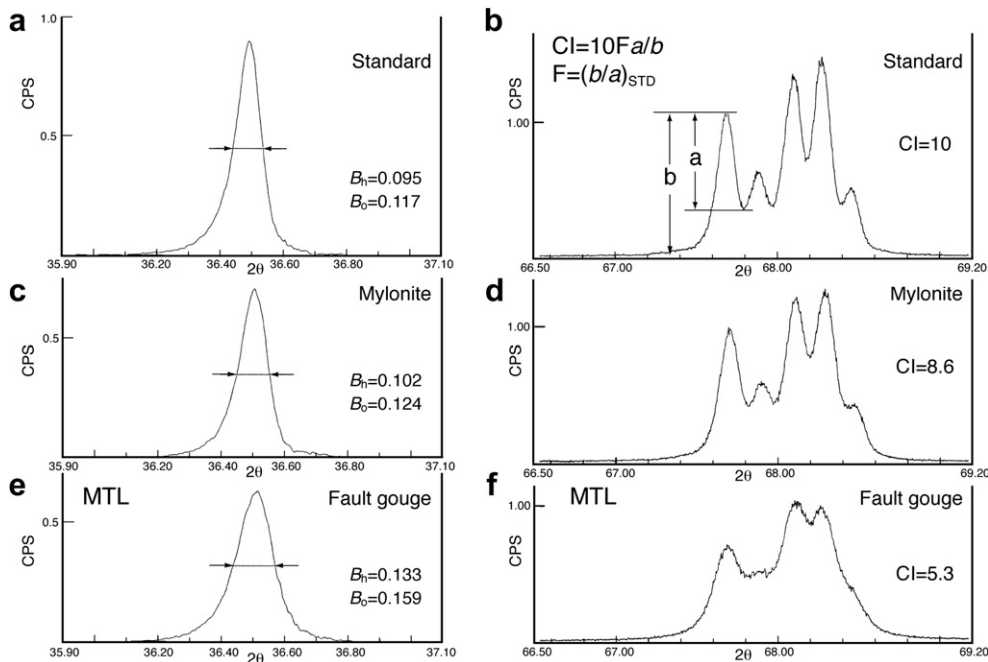 a
1.0
Standard
CPS
0.5
Bh=0.095
Bo=0.117
35.90 36.20 36.40 36.60 36.80 37.10
2θ
b
CI=10Fa/b
F=(b/a)STD
Standard
CPS
1.00
CI=10
a
b
66.50 67.00 68.00 69.20
2θ
c
Mylonite
CPS
0.5
Bh=0.102
Bo=0.124
35.90 36.20 36.40 36.60 36.80 37.10
2θ
d
Mylonite
CPS
1.00
CI=8.6
66.50 67.00 68.00 69.20
2θ
e
MTL
Fault gouge
CPS
0.5
Bh=0.133
Bo=0.159
35.90 36.20 36.40 36.60 36.80 37.10
2θ
f
MTL
Fault gouge
CPS
1.00
CI=5.3
66.50 67.00 68.00 69.20
2θ